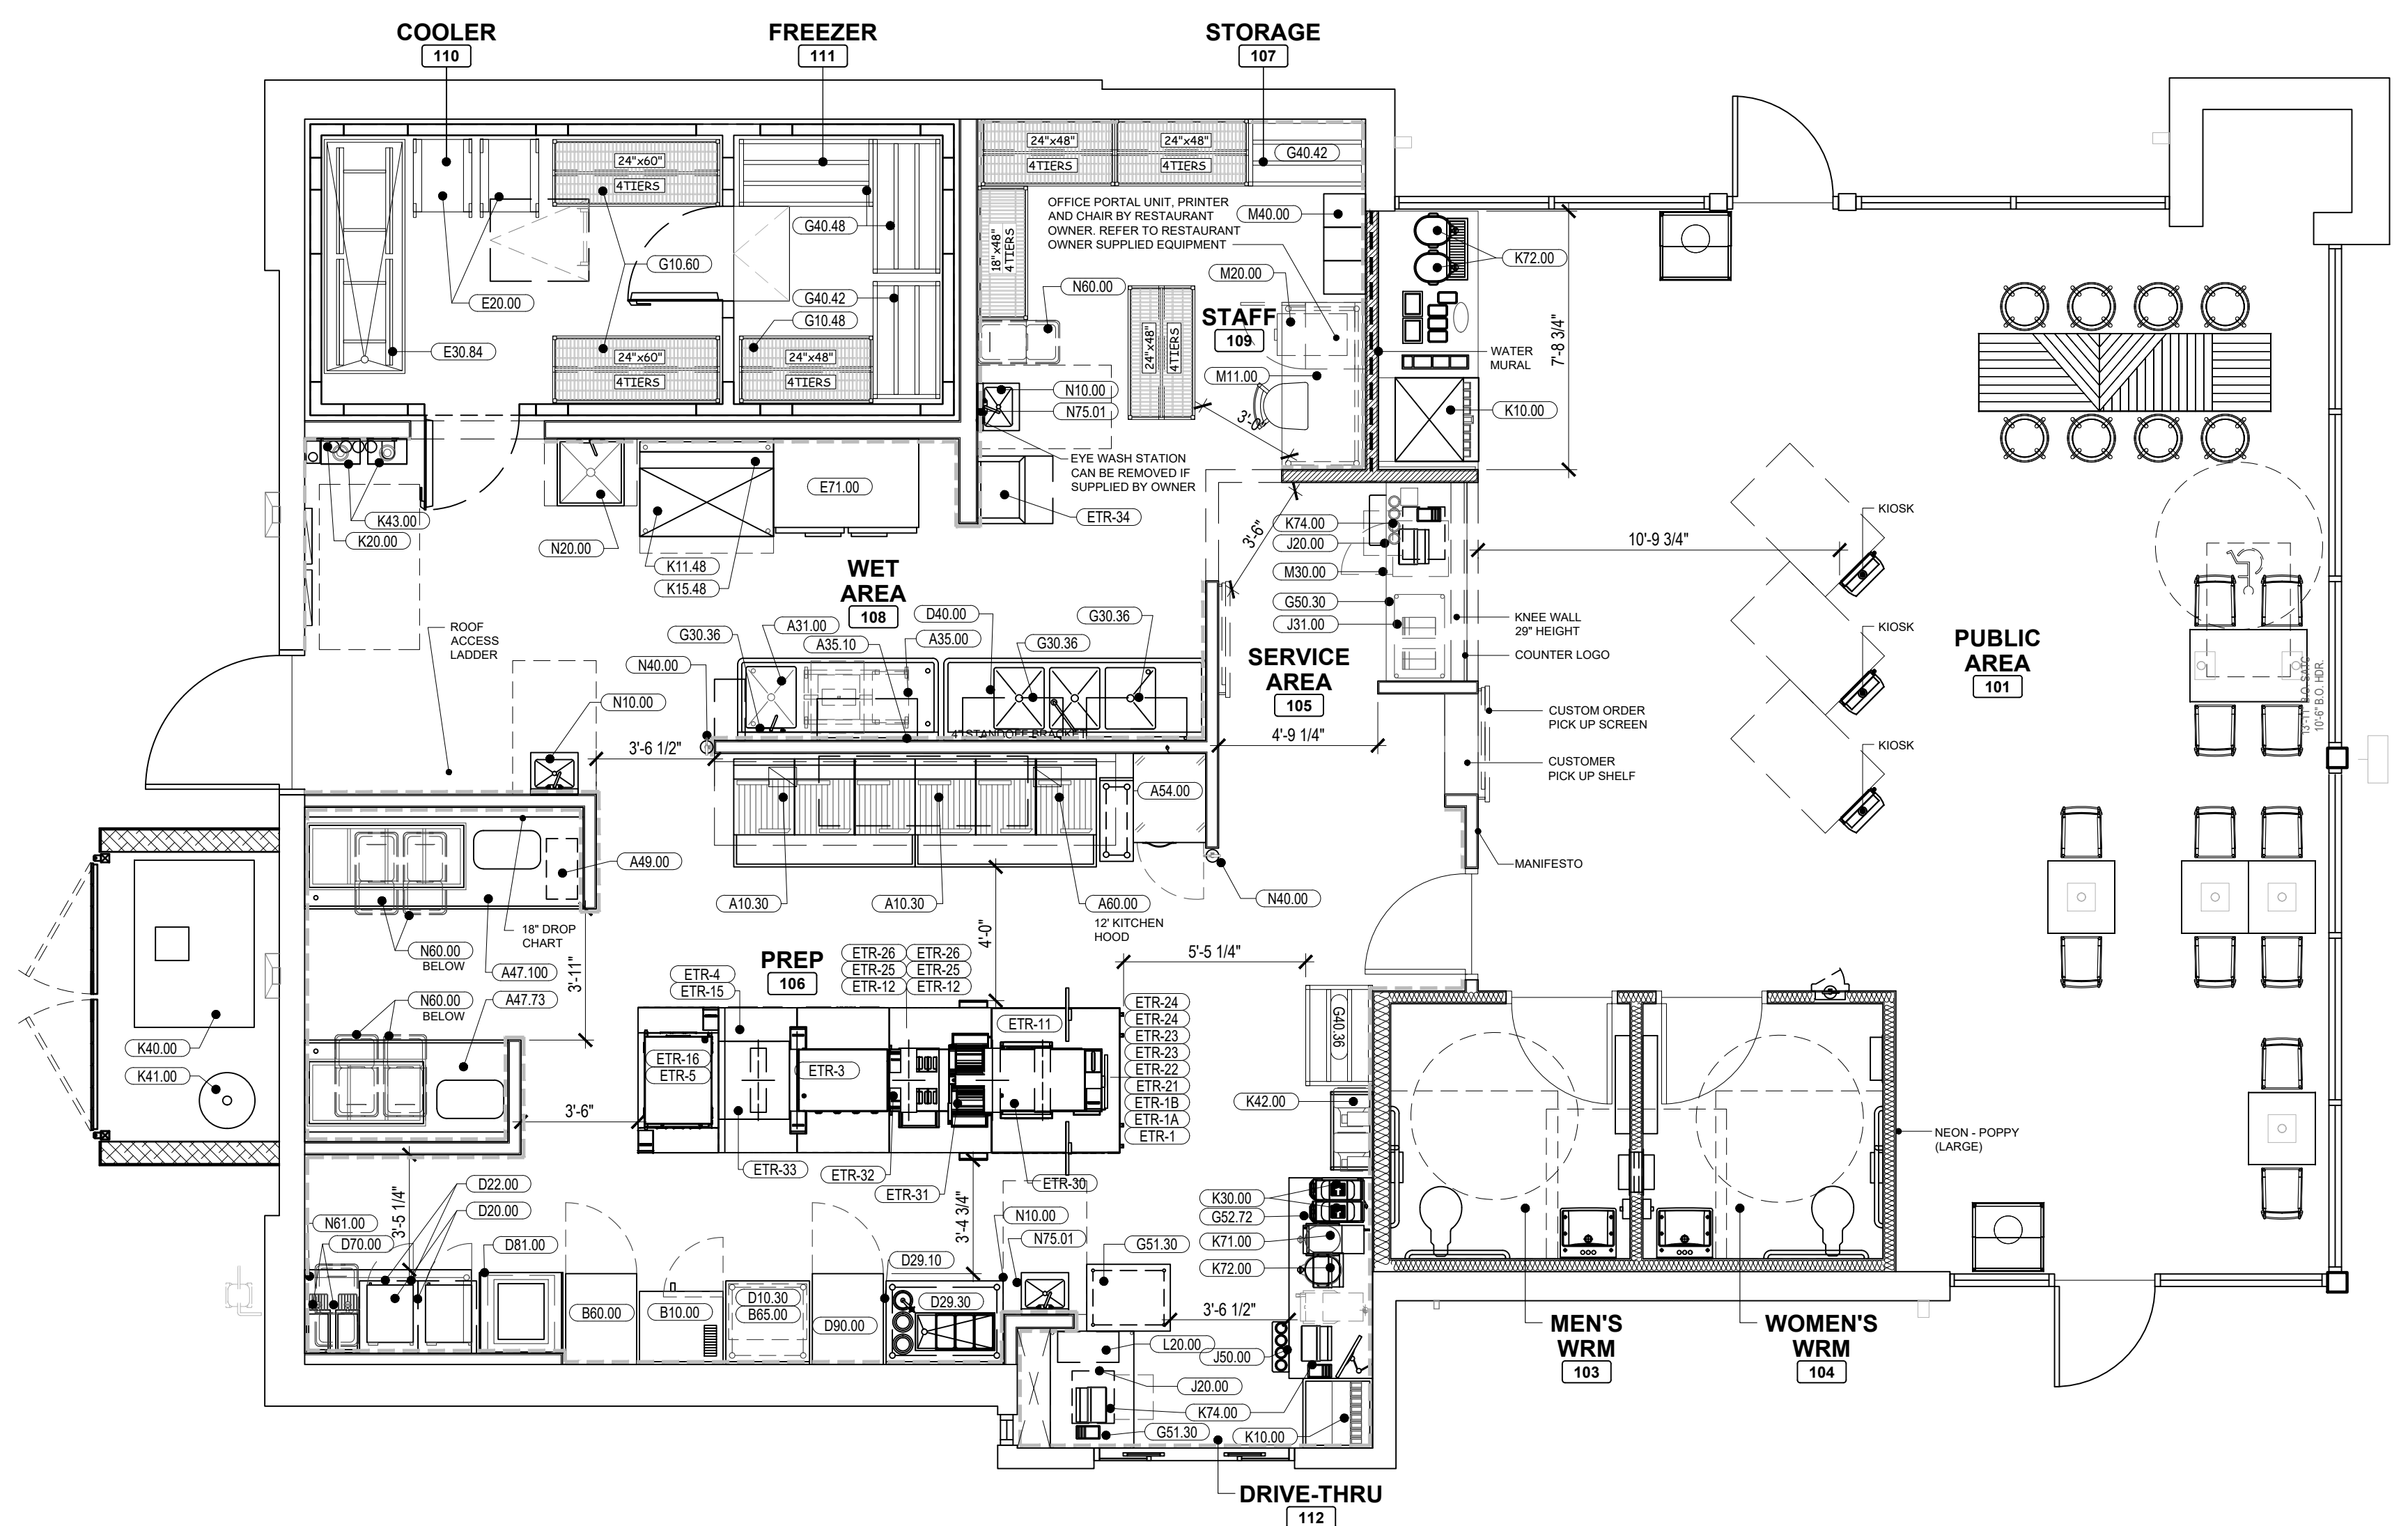 COOLER
110
FREEZER
111
STORAGE
107
24"x60"
4TIERS
24"x48"
4TIERS
24"x48"
4TIERS
G40.42
OFFICE PORTAL UNIT, PRINTER
AND CHAIR BY RESTAURANT
OWNER. REFER TO RESTAURANT
OWNER SUPPLIED EQUIPMENT
M40.00
G40.48
18"x48"
4TIERS
K72.00
G10.60
M20.00
E20.00
N60.00
G40.42
G10.48
STAFF
109
E30.84
24"x60"
4TIERS
24"x48"
4TIERS
24"x48"
4TIERS
WATER
MURAL
7'-8 3/4"
M11.00
N10.00
N75.01
K10.00
3'-0"
EYE WASH STATION
CAN BE REMOVED IF
SUPPLIED BY OWNER
E71.00
K43.00
K20.00
N20.00
ETR-34
K74.00
J20.00
M30.00
3'-6"
10'-9 3/4"
KIOSK
K11.48
K15.48
WET
AREA
108
G50.30
J31.00
KNEE WALL
29" HEIGHT
COUNTER LOGO
ROOF
ACCESS
LADDER
G30.36
A31.00
A35.10
D40.00
A35.00
G30.36
G30.36
SERVICE
AREA
105
KIOSK
PUBLIC
AREA
101
N40.00
N10.00
4" STANDOFF BRACKET
CUSTOM ORDER
PICK UP SCREEN
10'-6" B.O. HDR.
3'-6 1/2"
4'-9 1/4"
KIOSK
CUSTOMER
PICK UP SHELF
A54.00
A49.00
MANIFESTO
A10.30
A10.30
A60.00
12' KITCHEN
HOOD
N40.00
18" DROP
CHART
N60.00
BELOW
A47.100
3'-11"
4'-0"
5'-5 1/4"
PREP
106
ETR-26
ETR-26
ETR-25
ETR-25
ETR-12
ETR-12
ETR-4
ETR-15
N60.00
BELOW
A47.73
ETR-24
ETR-24
ETR-23
ETR-23
ETR-22
ETR-21
ETR-1B
ETR-1A
ETR-1
ETR-11
G40.36
K40.00
K41.00
ETR-16
ETR-5
ETR-3
3'-6"
K42.00
NEON - POPPY
(LARGE)
ETR-33
ETR-32
ETR-31
ETR-30
D22.00
D20.00
3'-5 1/4"
3'-4 3/4"
K30.00
G52.72
N61.00
D70.00
D81.00
N10.00
N75.01
D29.10
G51.30
K71.00
K72.00
B60.00
B10.00
D10.30
B65.00
D90.00
D29.30
3'-6 1/2"
L20.00
J50.00
J20.00
K74.00
G51.30
K10.00
MEN'S
WRM
103
WOMEN'S
WRM
104
DRIVE-THRU
112